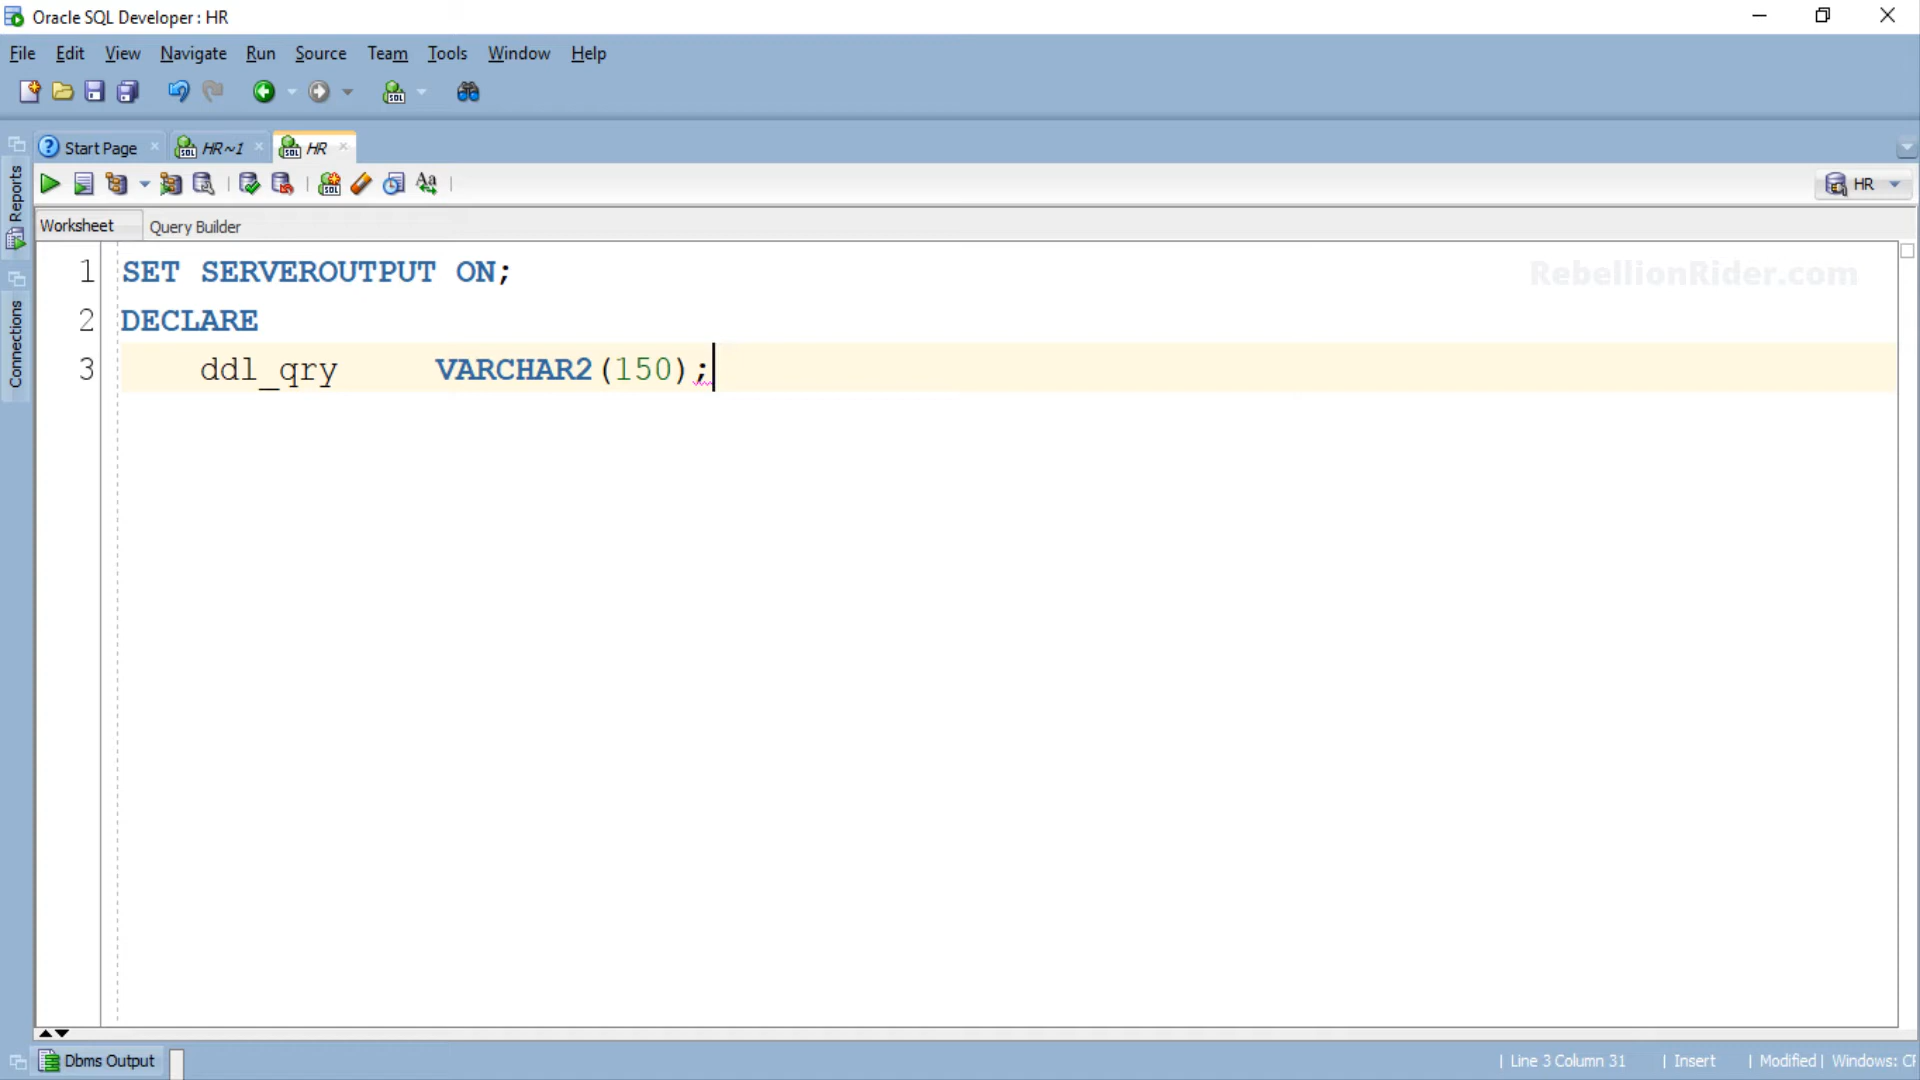 Oracle SQL Developer : HR
File Edit View Navigate Run Source Team Tools Window Help
Start Page HR~1 HR
HR
Worksheet Query Builder
Reports
Connections
1 SET SERVEROUTPUT ON;
2 DECLARE
3 ddl_qry VARCHAR2(150);
RebellionRider.com
Dbms Output
| Line 3 Column 31 | Insert | Modified | Windows: CF